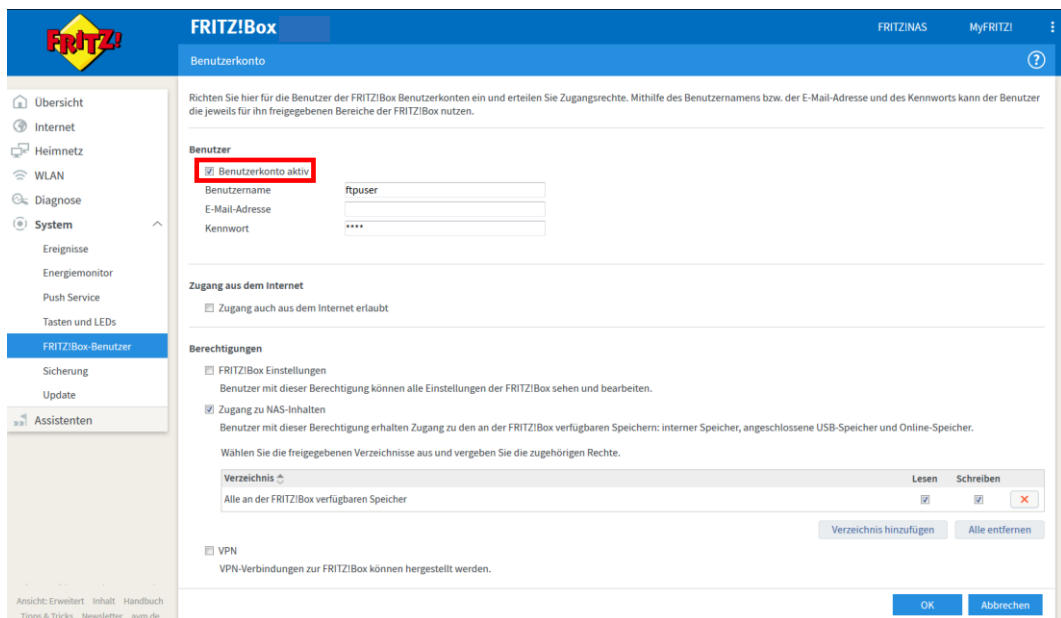 FRITZ!
FRITZ!Box
FRITZ!NAS
MyFRITZ!
Benutzerkonto
?
Übersicht
Internet
Heimnetz
WLAN
Diagnose
System
Ereignisse
Energiemonitor
Push Service
Tasten und LEDs
FRITZ!Box-Benutzer
Sicherung
Update
Assistenten
Ansicht: Erweitert Inhalt Handbuch
Tipps & Tricks Newsletter avm.de
Richten Sie hier für die Benutzer der FRITZ!Box Benutzerkonten ein und erteilen Sie Zugangsrechte. Mithilfe des Benutzernamens bzw. der E-Mail-Adresse und des Kennworts kann der Benutzer
die jeweils für ihn freigegebenen Bereiche der FRITZ!Box nutzen.
Benutzer
Benutzerkonto aktiv
Benutzername ftpuser
E-Mail-Adresse
Kennwort ****
Zugang aus dem Internet
Zugang auch aus dem Internet erlaubt
Berechtigungen
FRITZ!Box Einstellungen
Benutzer mit dieser Berechtigung können alle Einstellungen der FRITZ!Box sehen und bearbeiten.
Zugang zu NAS-Inhalten
Benutzer mit dieser Berechtigung erhalten Zugang zu den an der FRITZ!Box verfügbaren Speichern: interner Speicher, angeschlossene USB-Speicher und Online-Speicher.
Wählen Sie die freigegebenen Verzeichnisse aus und vergeben Sie die zugehörigen Rechte.
Verzeichnis Lesen Schreiben
Alle an der FRITZ!Box verfügbaren Speicher
Verzeichnis hinzufügen Alle entfernen
VPN
VPN-Verbindungen zur FRITZ!Box können hergestellt werden.
OK Abbrechen